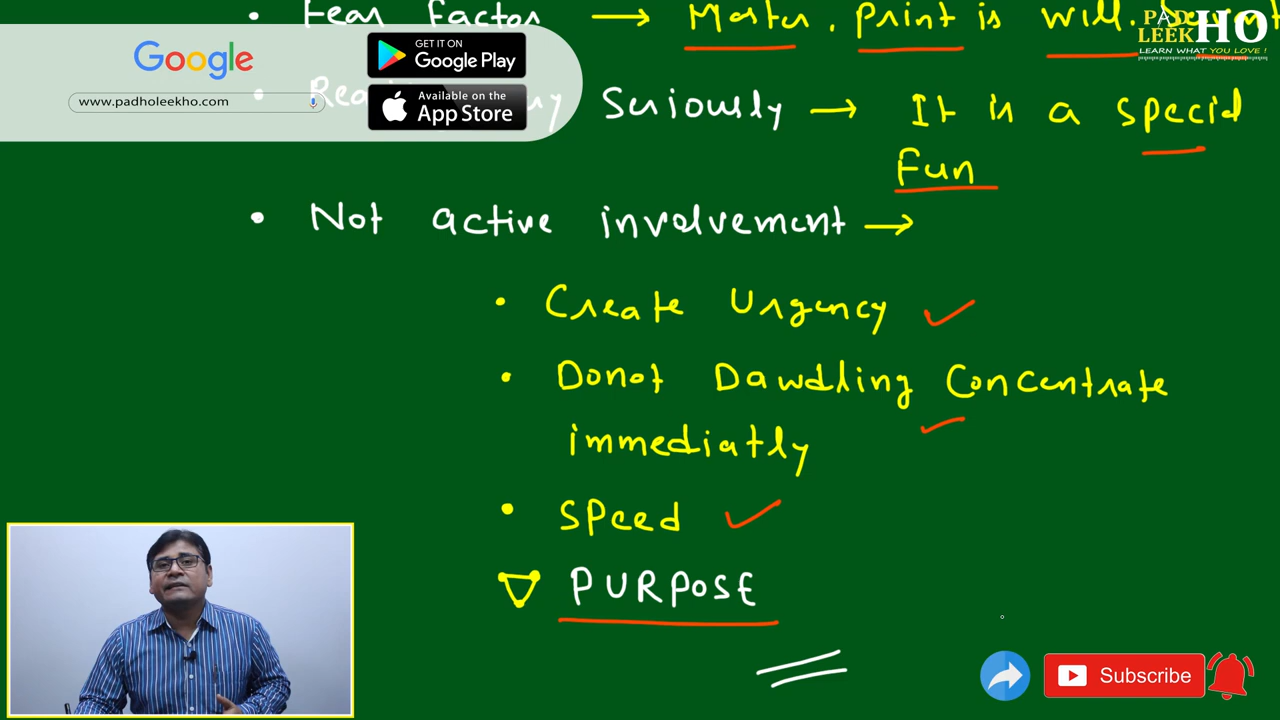 • Fear Factor → Master. Print is will.
PAD
LEEKHO
LEARN WHAT YOU LOVE !
Google
GET IT ON
Google Play
www.padholeekho.com
Available on the
App Store
Seriously → It is a special
Fun
• Not active involvement →
• Create Urgency ✓
• Donot Dawdling Concentrate ✓
immediatly
• Speed ✓
PURPOSE
Subscribe